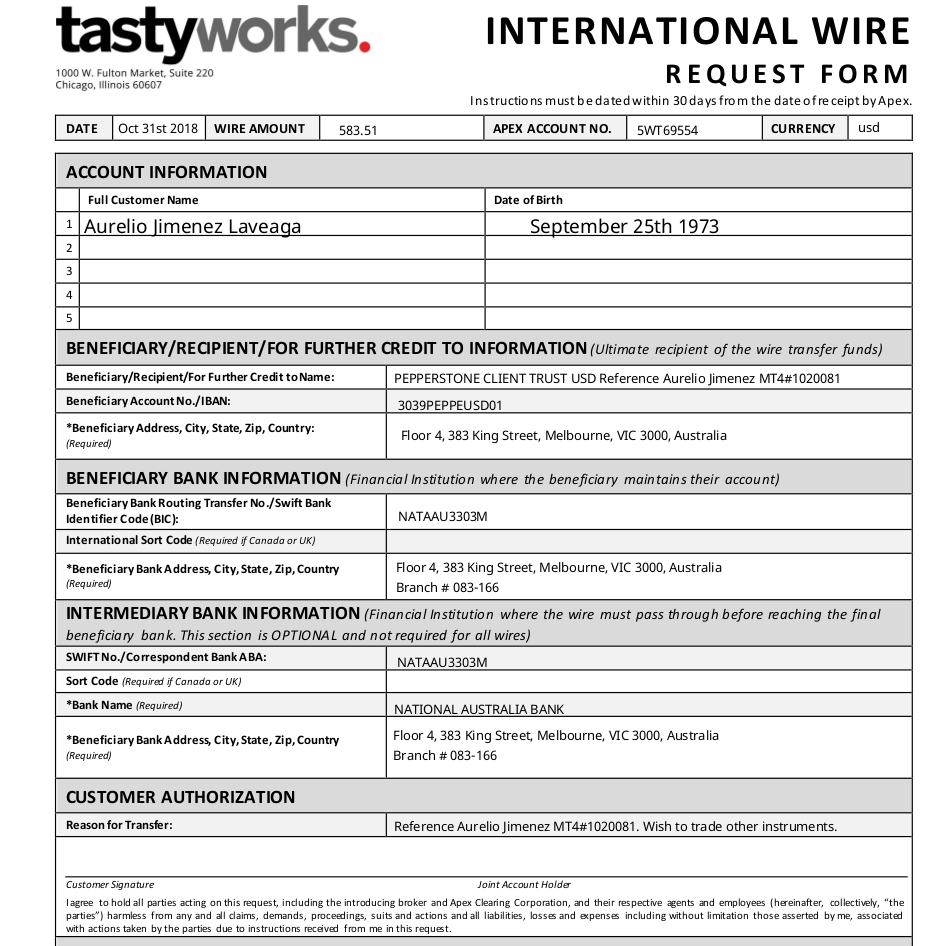 tastyworks.
1000 W. Fulton Market, Suite 220
Chicago, Illinois 60607
INTERNATIONAL WIRE
REQUEST FORM
Instructions must be dated within 30 days from the date of receipt by Apex.
DATE Oct 31st 2018 WIRE AMOUNT 583.51 APEX ACCOUNT NO. 5WT69554 CURRENCY usd
ACCOUNT INFORMATION
Full Customer Name Date of Birth
1 Aurelio Jimenez Laveaga September 25th 1973
2
3
4
5
BENEFICIARY/RECIPIENT/FOR FURTHER CREDIT TO INFORMATION (Ultimate recipient of the wire transfer funds)
Beneficiary/Recipient/For Further Credit to Name: PEPPERSTONE CLIENT TRUST USD Reference Aurelio Jimenez MT4#1020081
Beneficiary Account No./IBAN: 3039PEPPEUSD01
*Beneficiary Address, City, State, Zip, Country: Floor 4, 383 King Street, Melbourne, VIC 3000, Australia
(Required)
BENEFICIARY BANK INFORMATION (Financial Institution where the beneficiary maintains their account)
Beneficiary Bank Routing Transfer No./Swift Bank
Identifier Code (BIC): NATAAU3303M
International Sort Code (Required if Canada or UK)
*Beneficiary Bank Address, City, State, Zip, Country Floor 4, 383 King Street, Melbourne, VIC 3000, Australia
(Required) Branch # 083-166
INTERMEDIARY BANK INFORMATION (Financial Institution where the wire must pass through before reaching the final
beneficiary bank. This section is OPTIONAL and not required for all wires)
SWIFT No./Correspondent Bank ABA: NATAAU3303M
Sort Code (Required if Canada or UK)
*Bank Name (Required) NATIONAL AUSTRALIA BANK
*Beneficiary Bank Address, City, State, Zip, Country Floor 4, 383 King Street, Melbourne, VIC 3000, Australia
(Required) Branch # 083-166
CUSTOMER AUTHORIZATION
Reason for Transfer: Reference Aurelio Jimenez MT4#1020081. Wish to trade other instruments.
Customer Signature Joint Account Holder
I agree to hold all parties acting on this request, including the introducing broker and Apex Clearing Corporation, and their respective agents and employees (hereinafter, collectively, “the
parties”) harmless from any and all claims, demands, proceedings, suits and actions and all liabilities, losses and expenses including without limitation those asserted by me, associated
with actions taken by the parties due to instructions received from me in this request.